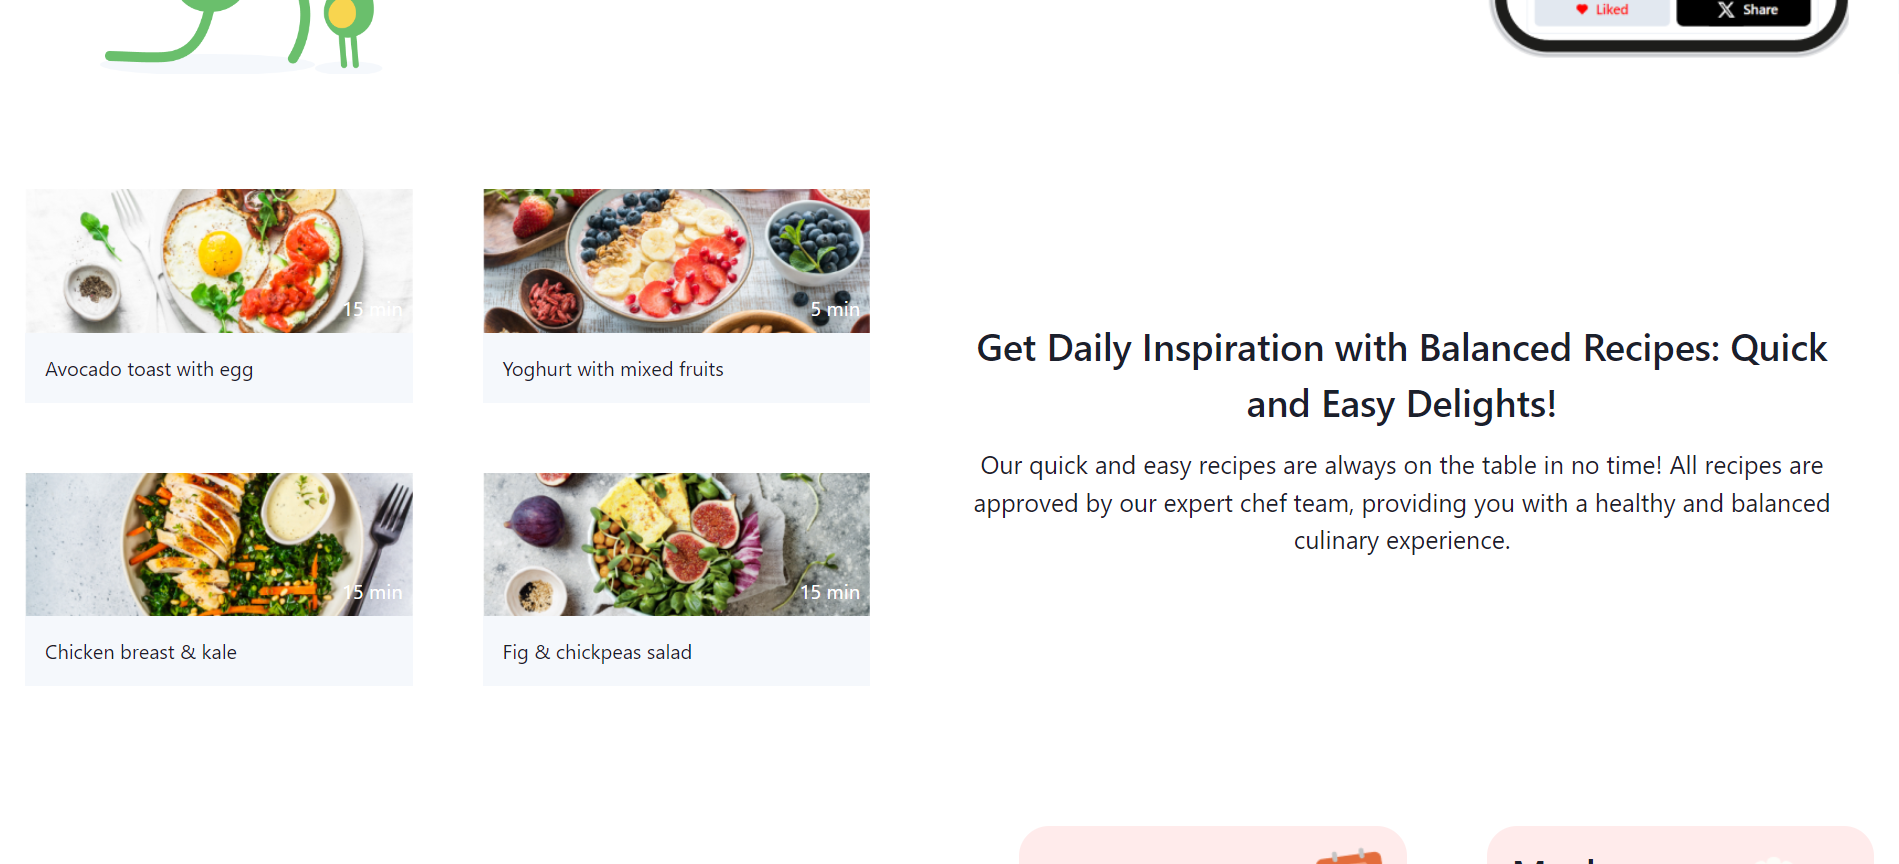 Liked
Share
15 min
5 min
Avocado toast with egg
Yoghurt with mixed fruits
15 min
15 min
Chicken breast & kale
Fig & chickpeas salad
Get Daily Inspiration with Balanced Recipes: Quick
and Easy Delights!
Our quick and easy recipes are always on the table in no time! All recipes are
approved by our expert chef team, providing you with a healthy and balanced
culinary experience.